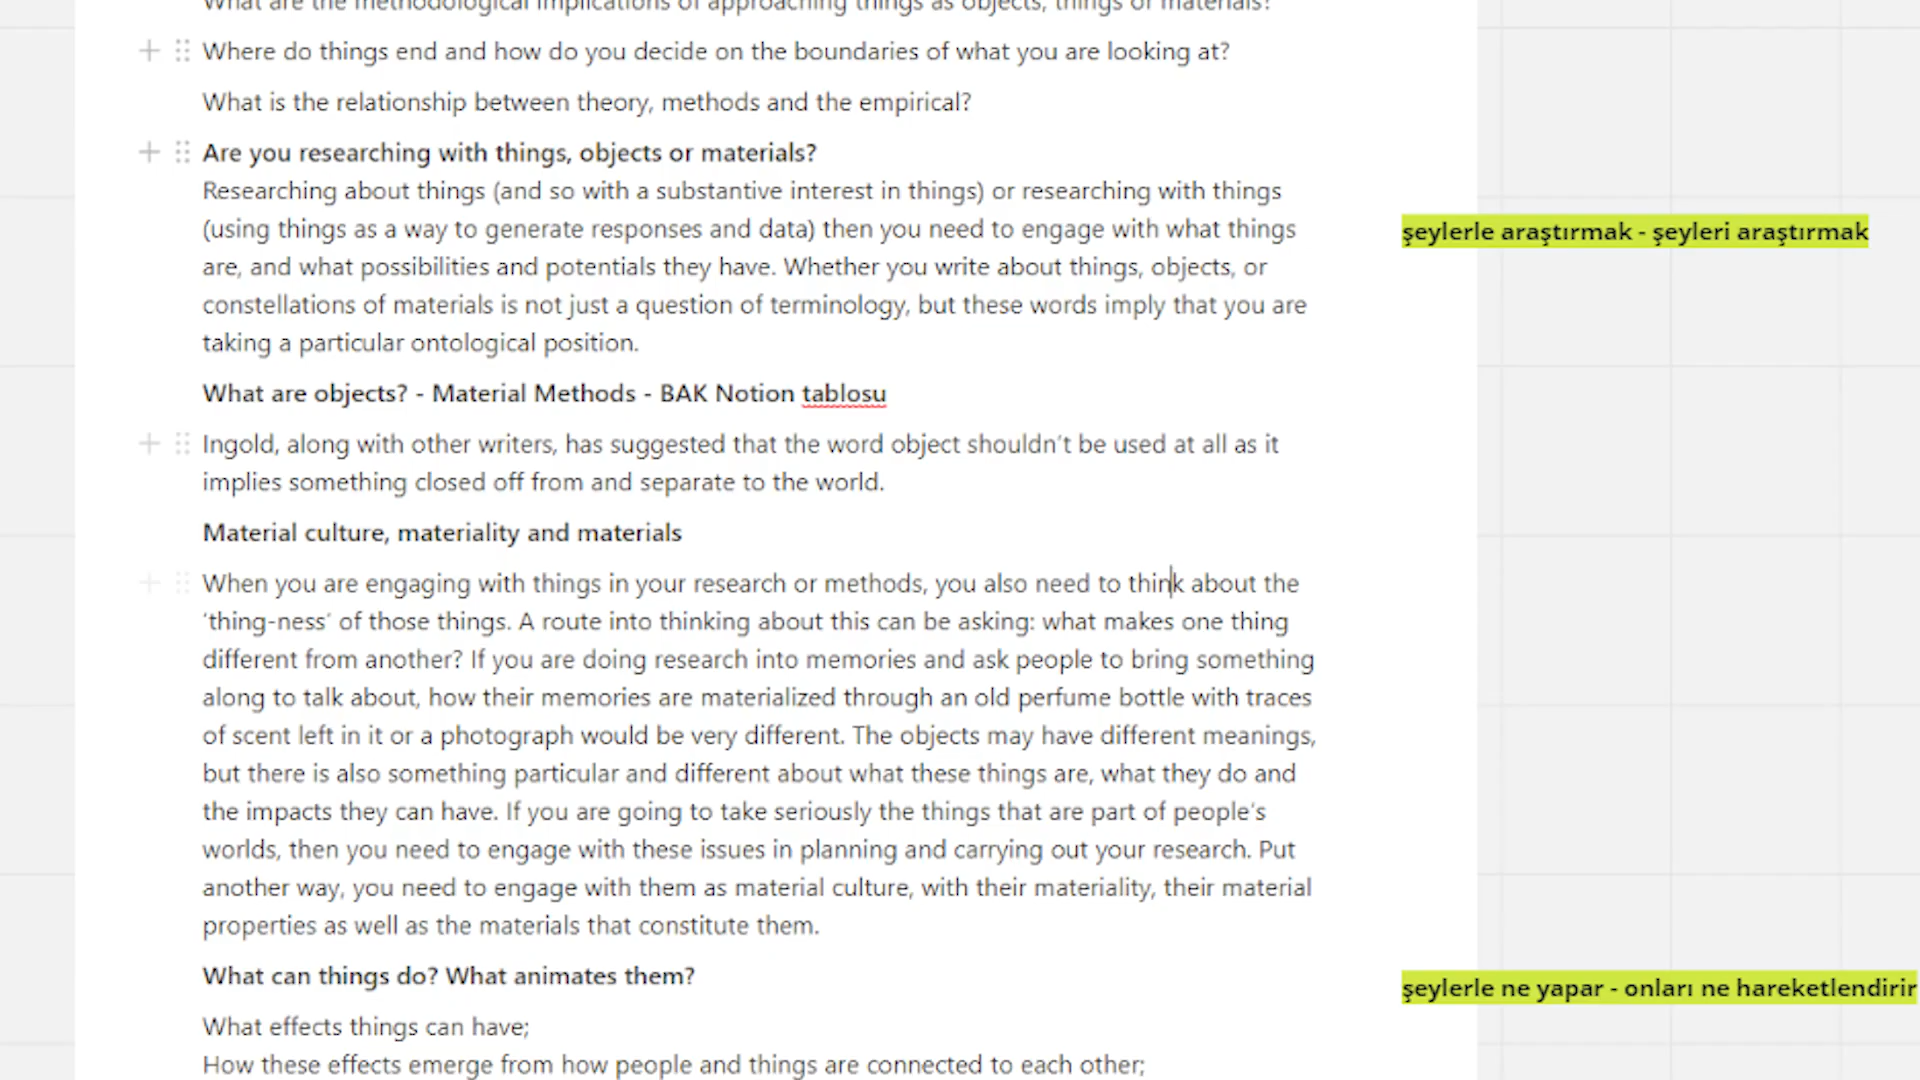 What are the methodological implications of approaching things as objects, things or materials?
Where do things end and how do you decide on the boundaries of what you are looking at?
What is the relationship between theory, methods and the empirical?
Are you researching with things, objects or materials?
Researching about things (and so with a substantive interest in things) or researching with things
(using things as a way to generate responses and data) then you need to engage with what things
are, and what possibilities and potentials they have. Whether you write about things, objects, or
constellations of materials is not just a question of terminology, but these words imply that you are
taking a particular ontological position.
şeylerle araştırmak - şeyleri araştırmak
What are objects? - Material Methods - BAK Notion tablosu
Ingold, along with other writers, has suggested that the word object shouldn't be used at all as it
implies something closed off from and separate to the world.
Material culture, materiality and materials
When you are engaging with things in your research or methods, you also need to think about the
'thing-ness' of those things. A route into thinking about this can be asking: what makes one thing
different from another? If you are doing research into memories and ask people to bring something
along to talk about, how their memories are materialized through an old perfume bottle with traces
of scent left in it or a photograph would be very different. The objects may have different meanings,
but there is also something particular and different about what these things are, what they do and
the impacts they can have. If you are going to take seriously the things that are part of people's
worlds, then you need to engage with these issues in planning and carrying out your research. Put
another way, you need to engage with them as material culture, with their materiality, their material
properties as well as the materials that constitute them.
What can things do? What animates them?
şeylerle ne yapar - onları ne hareketlendirir
What effects things can have;
How these effects emerge from how people and things are connected to each other;